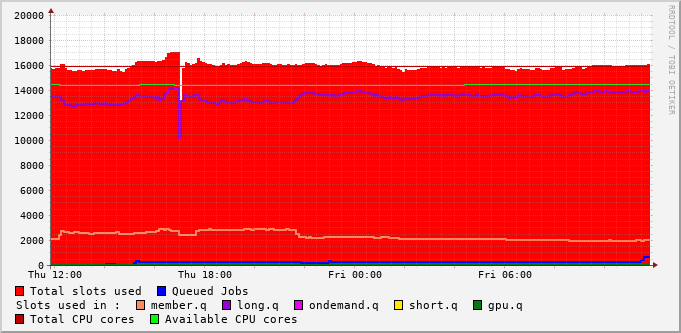 20000
18000
16000
14000
12000
10000
8000
6000
4000
2000
0
Thu 12:00 Thu 18:00 Fri 00:00 Fri 06:00
RRDTOOL / TOBI OETIKER
Total slots used Queued Jobs
Slots used in : member.q long.q ondemand.q short.q gpu.q
Total CPU cores Available CPU cores